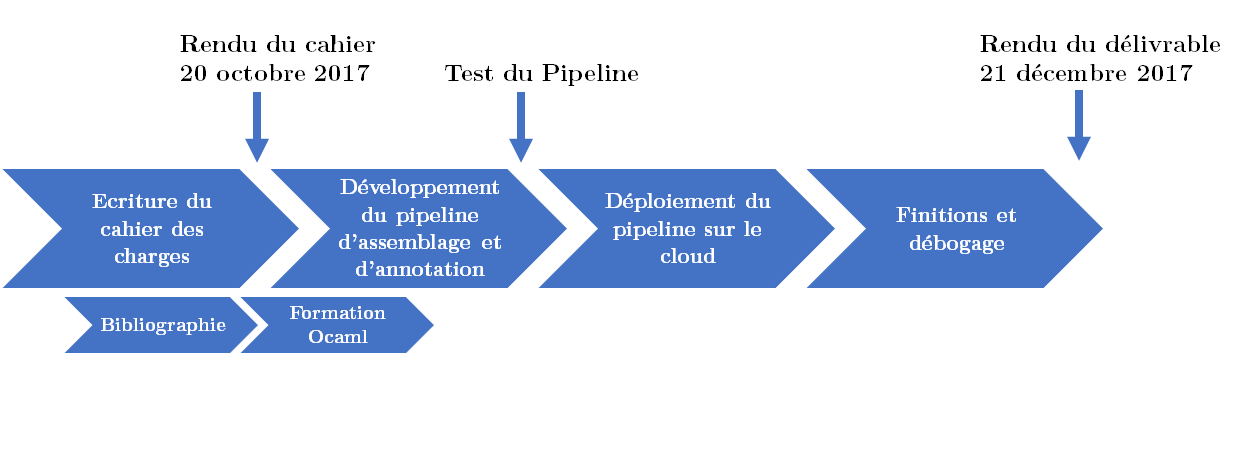 Rendu du cahier
20 octobre 2017
Test du Pipeline
Rendu du délivrable
21 décembre 2017
Ecriture du
cahier des
charges
Développement
du pipeline
d'assemblage et
d'annotation
Déploiement du
pipeline sur le
cloud
Finitions et
débogage
Bibliographie
Formation
Ocaml